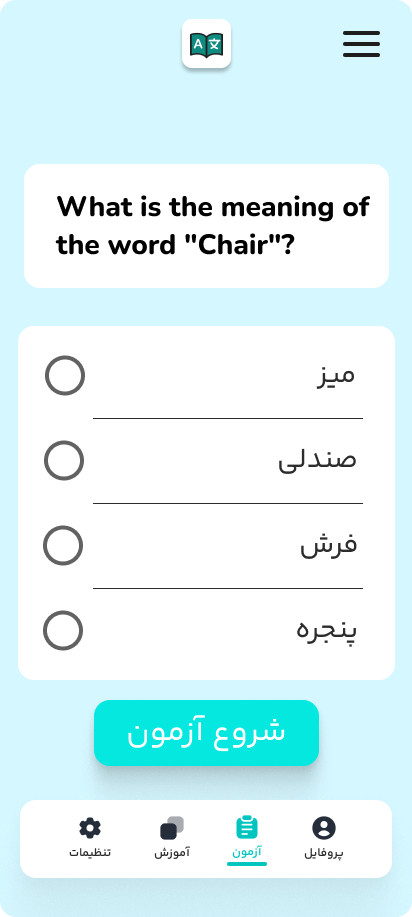 A 文
What is the meaning of
the word "Chair"?
میز
صندلی
فرش
پنجره
شروع آزمون
پروفایل
آزمون
آموزش
تنظیمات